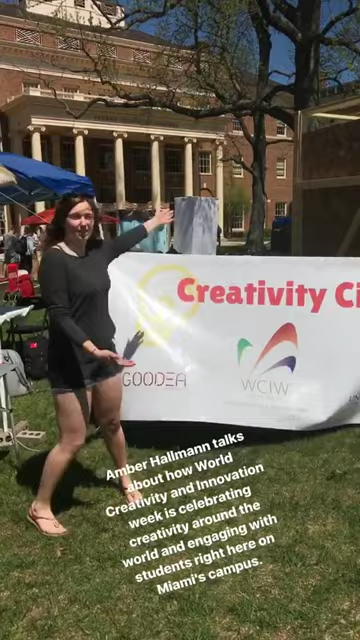 Creativity Ci
GOODEA
WCIW
Amber Hallmann talks
about how World
Creativity and Innovation
week is celebrating
creativity around the
world and engaging with
students right here on
Miami's campus.